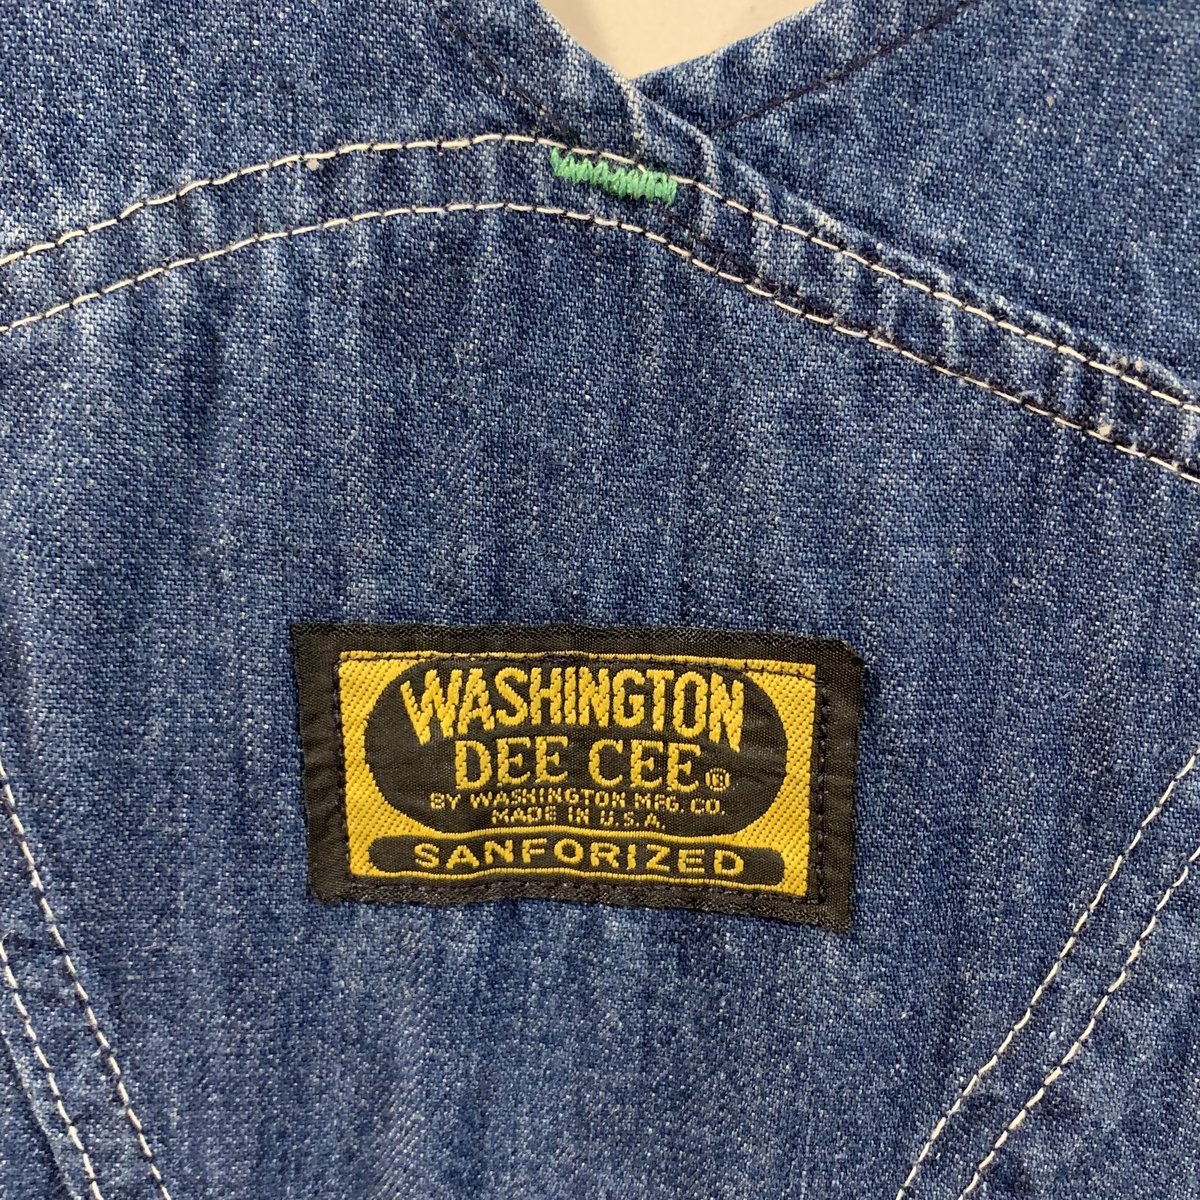 WASHINGTON
DEE CEE®
BY WASHINGTON MFG. CO.
MADE IN U.S.A.
SANFORIZED